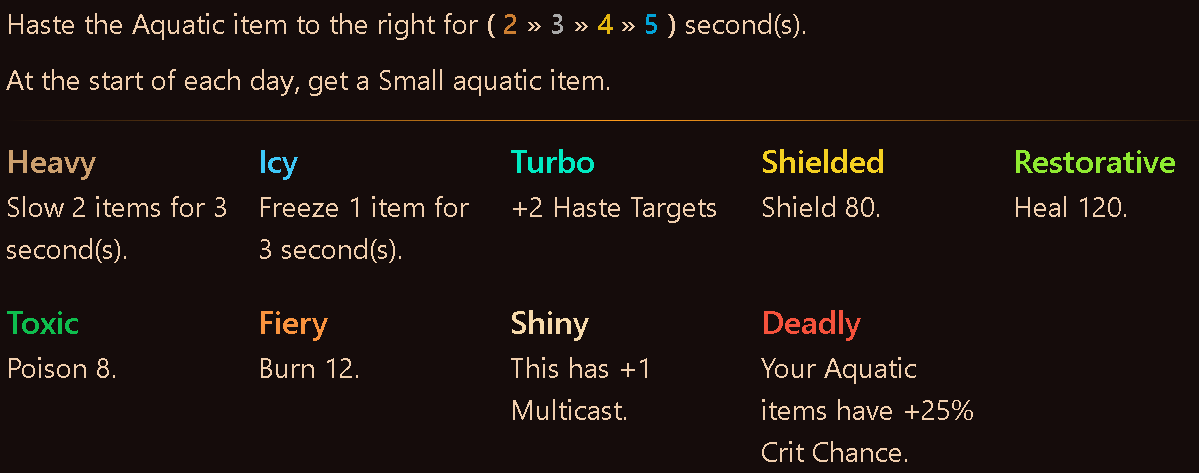 Haste the Aquatic item to the right for ( 2 » 3 » 4 » 5 ) second(s).
At the start of each day, get a Small aquatic item.
Heavy
Slow 2 items for 3
second(s).
Icy
Freeze 1 item for
3 second(s).
Turbo
+2 Haste Targets
Shielded
Shield 80.
Restorative
Heal 120.
Toxic
Poison 8.
Fiery
Burn 12.
Shiny
This has +1
Multicast.
Deadly
Your Aquatic
items have +25%
Crit Chance.